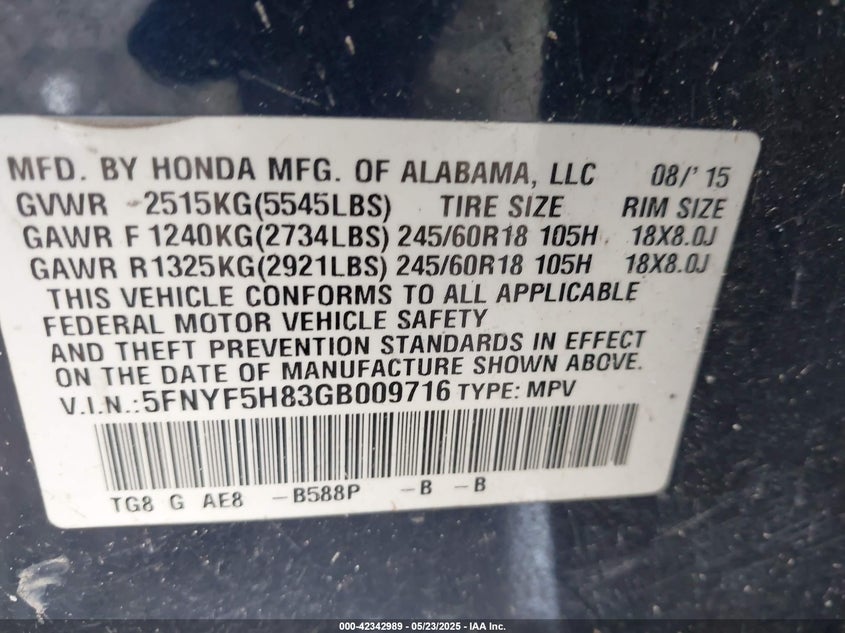 MFD. BY HONDA MFG. OF ALABAMA, LLC 08/'15
GVWR 2515KG(5545LBS) TIRE SIZE RIM SIZE
GAWR F 1240KG(2734LBS) 245/60R18 105H 18X8.0J
GAWR R1325KG(2921LBS) 245/60R18 105H 18X8.0J
THIS VEHICLE CONFORMS TO ALL APPLICABLE
FEDERAL MOTOR VEHICLE SAFETY
AND THEFT PREVENTION STANDARDS IN EFFECT
ON THE DATE OF MANUFACTURE SHOWN ABOVE.
V.I.N.:5FNYF5H83GB009716 TYPE: MPV
TG8 G AE8 -B588P -B -B
000-42342989 - 05/23/2025 - IAA Inc.